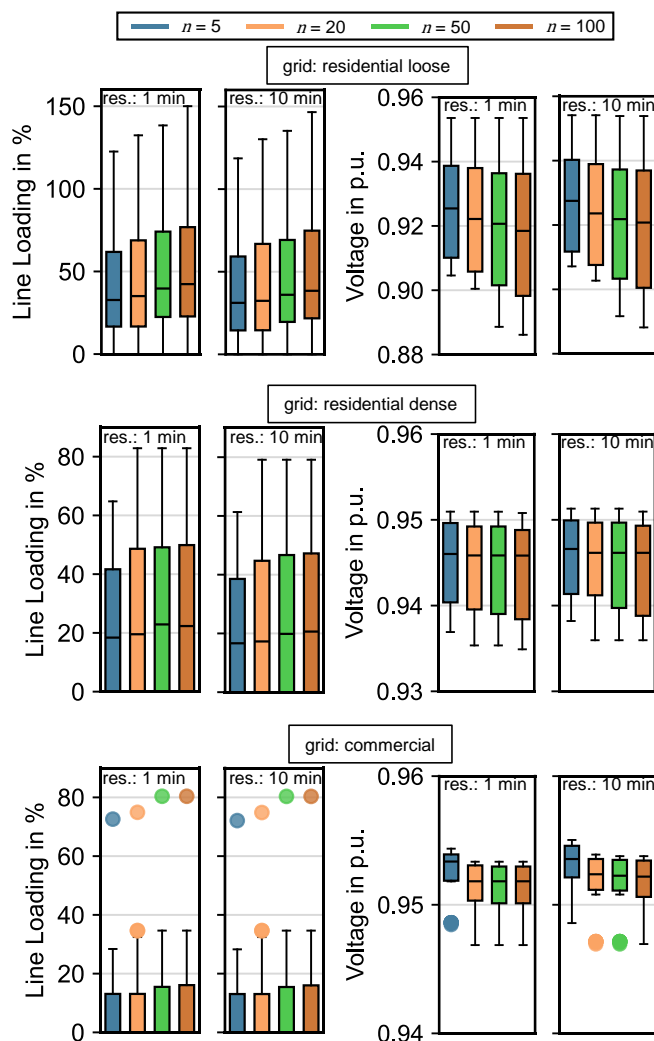 n = 5 n = 20 n = 50 n = 100
grid: residential loose
res.: 1 min res.: 10 min res.: 1 min res.: 10 min
Line Loading in %
150
100
50
0
Voltage in p.u.
0.96
0.94
0.92
0.90
0.88
grid: residential dense
res.: 1 min res.: 10 min res.: 1 min res.: 10 min
Line Loading in %
80
60
40
20
0
Voltage in p.u.
0.96
0.95
0.94
0.93
grid: commercial
res.: 1 min res.: 10 min res.: 1 min res.: 10 min
Line Loading in %
80
60
40
20
0
Voltage in p.u.
0.96
0.95
0.94